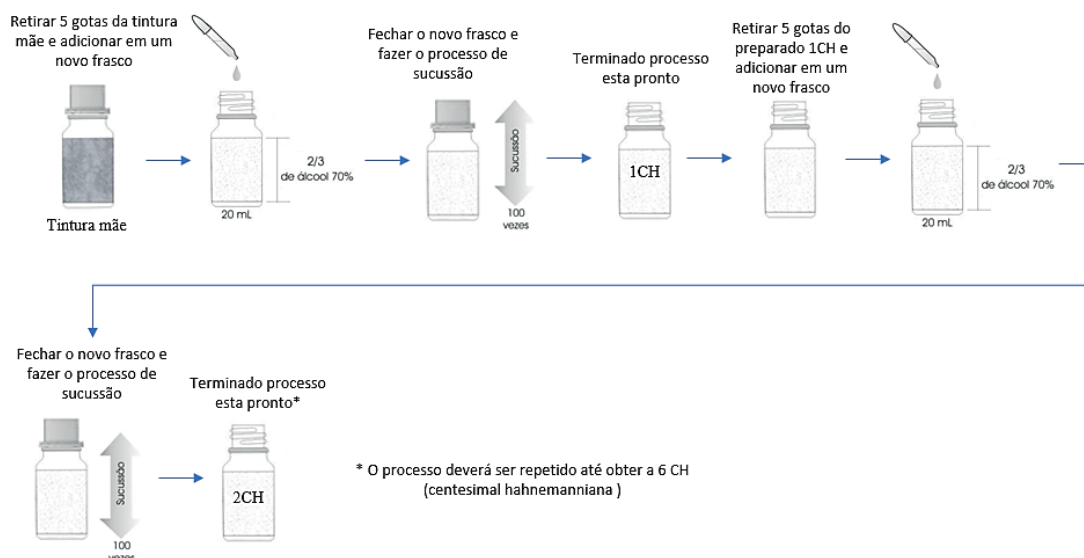 Retirar 5 gotas da tintura
mãe e adicionar em um
novo frasco
Tintura mãe
2/3
de álcool 70%
20 mL
Fechar o novo frasco e
fazer o processo de
sucussão
Sucussão
100
vezes
Terminado processo
esta pronto
1CH
Retirar 5 gotas do
preparado 1CH e
adicionar em um
novo frasco
2/3
de álcool 70%
20 mL
Fechar o novo frasco e
fazer o processo de
sucussão
Sucussão
100
vezes
Terminado processo
esta pronto*
2CH
* O processo deverá ser repetido até obter a 6 CH
(centesimal hahnemanniana )